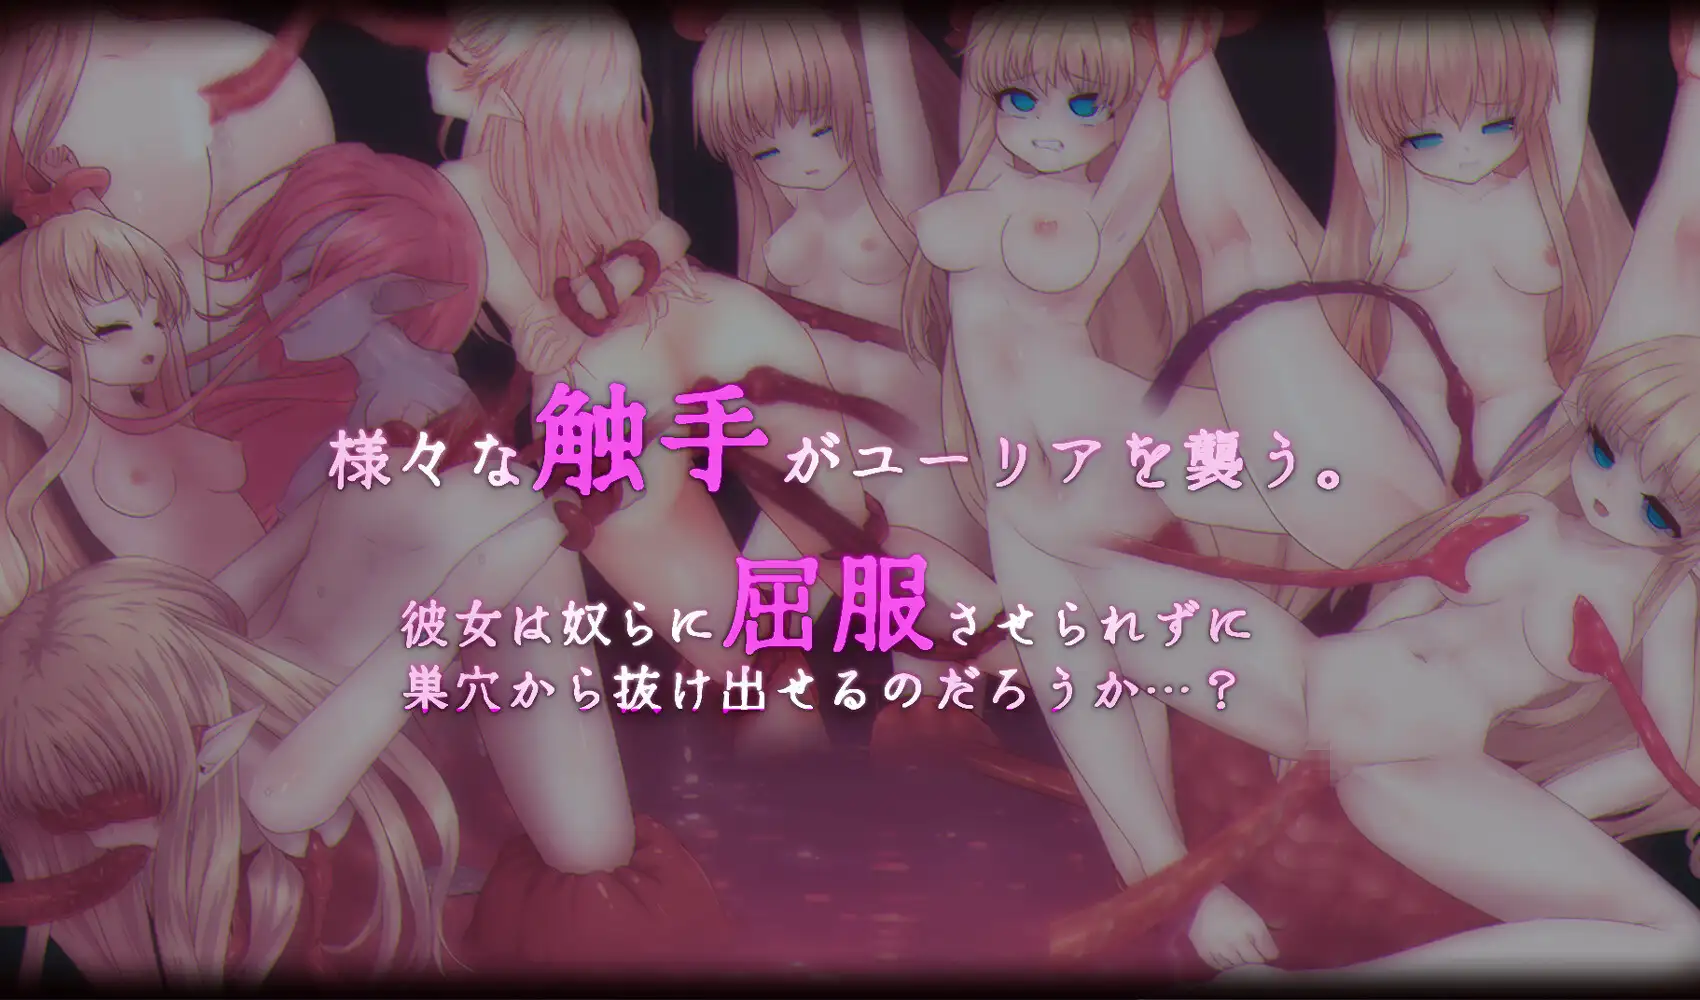 様々な触手がユーリアを襲う。
彼女は奴らに屈服させられずに
巣穴から抜け出せるのだろうか…？